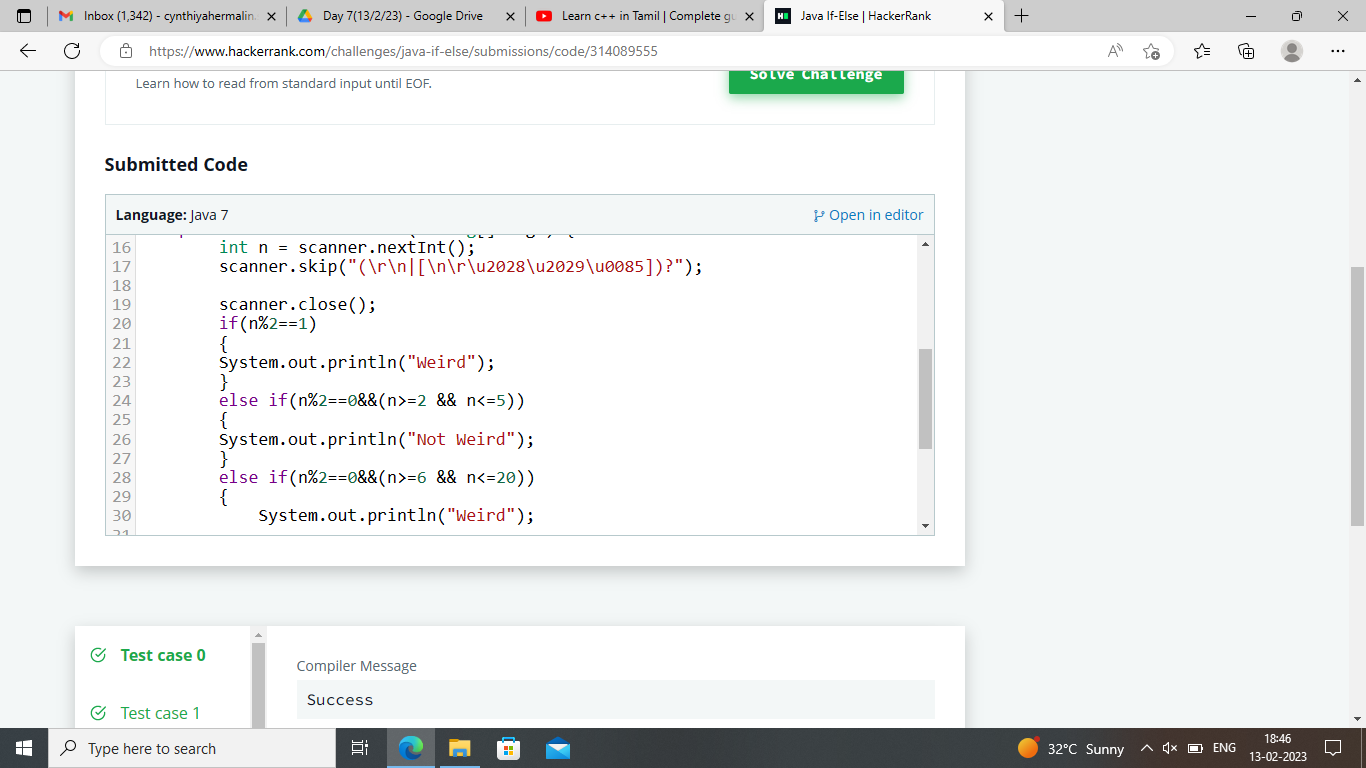 Inbox (1,342) - cynthiyahermalin.
Day 7(13/2/23) - Google Drive
Learn c++ in Tamil | Complete gu
Java If-Else | HackerRank
https://www.hackerrank.com/challenges/java-if-else/submissions/code/314089555
Learn how to read from standard input until EOF.
Solve Challenge
Submitted Code
Language: Java 7
Open in editor
16 int n = scanner.nextInt();
17 scanner.skip("(\r\n|[\n\r\u2028\u2029\u0085])?");
18
19 scanner.close();
20 if(n%2==1)
21 {
22 System.out.println("Weird");
23 }
24 else if(n%2==0&&(n>=2 && n<=5))
25 {
26 System.out.println("Not Weird");
27 }
28 else if(n%2==0&&(n>=6 && n<=20))
29 {
30 System.out.println("Weird");
31
Test case 0
Compiler Message
Success
Test case 1
Type here to search
32°C Sunny
ENG
18:46
13-02-2023